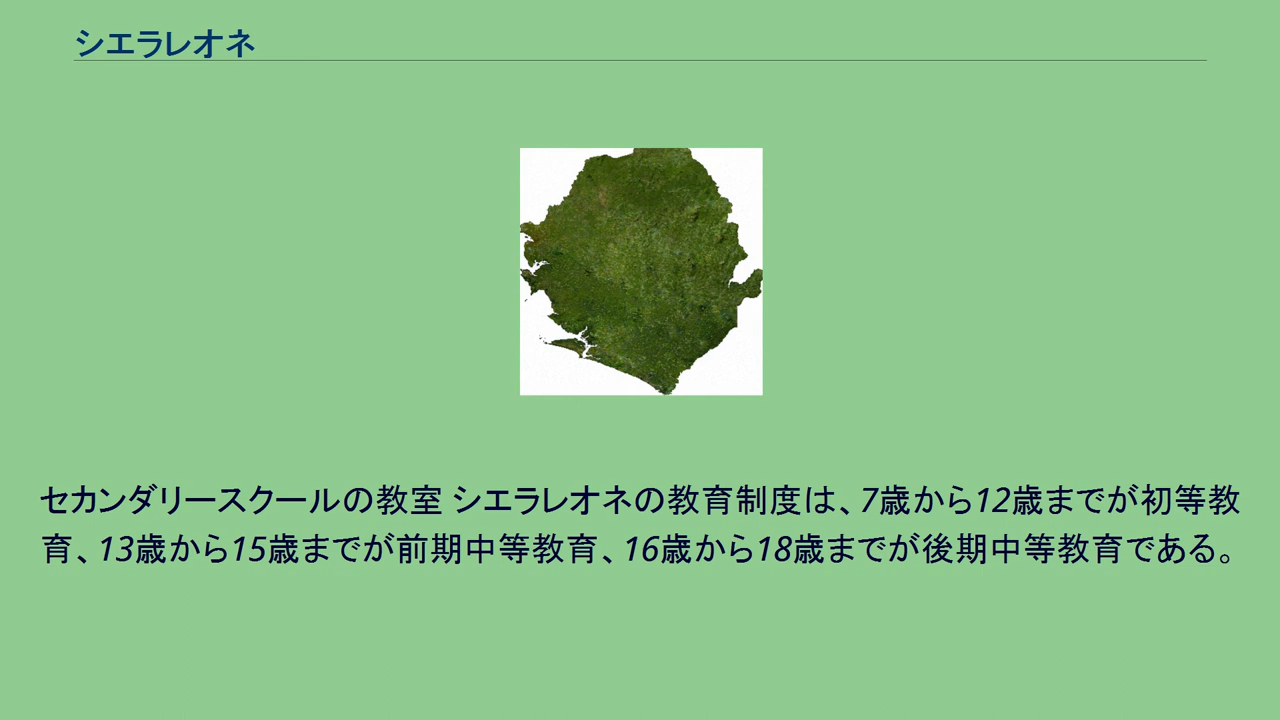 シエラレオネ
セカンダリースクールの教室 シエラレオネの教育制度は、7歳から12歳までが初等教
育、13歳から15歳までが前期中等教育、16歳から18歳までが後期中等教育である。